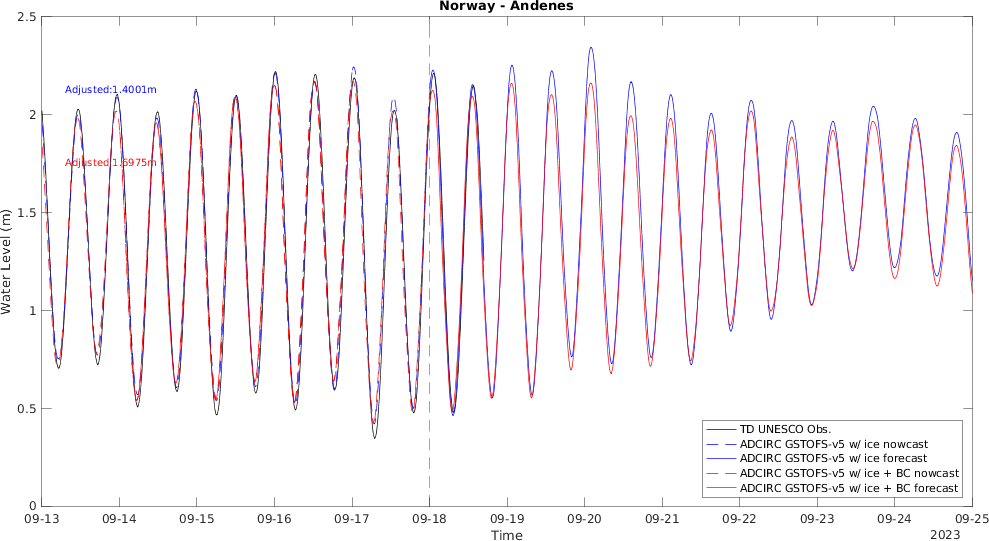 Norway - Andenes
2.5
2
1.5
1
0.5
0
Water Level (m)
Adjusted:1.4001m
Adjusted:1.6975m
TD UNESCO Obs.
ADCIRC GSTOFS-v5 w/ ice nowcast
ADCIRC GSTOFS-v5 w/ ice forecast
ADCIRC GSTOFS-v5 w/ ice + BC nowcast
ADCIRC GSTOFS-v5 w/ ice + BC forecast
09-13 09-14 09-15 09-16 09-17 09-18 09-19 09-20 09-21 09-22 09-23 09-24 09-25
Time
2023